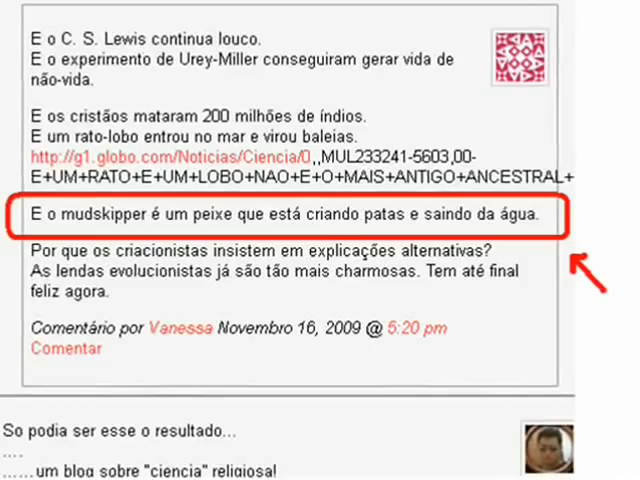 E o C. S. Lewis continua louco.
E o experimento de Urey-Miller conseguiram gerar vida de
não-vida.
E os cristãos mataram 200 milhões de índios.
E um rato-lobo entrou no mar e virou baleias.
http://g1.globo.com/Noticias/Ciencia/0,,MUL233241-5603,00-
E+UM+RATO+E+UM+LOBO+NAO+E+O+MAIS+ANTIGO+ANCESTRAL+
E o mudskipper é um peixe que está criando patas e saindo da água.
Por que os criacionistas insistem em explicações alternativas?
As lendas evolucionistas já são tão mais charmosas. Tem até final
feliz agora.
Comentário por Vanessa Novembro 16, 2009 @ 5:20 pm
Comentar
So podia ser esse o resultado...
....
......um blog sobre "ciencia" religiosa!